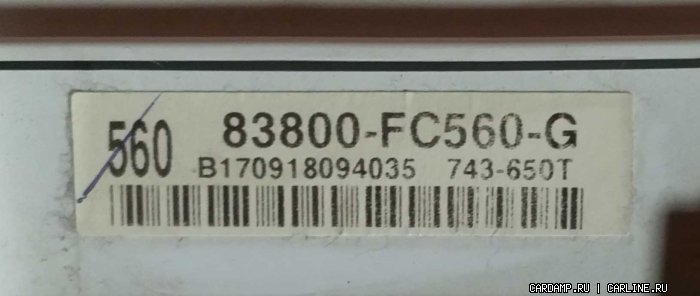 560 83800-FC560-G
B170918094035 743-650T
CARDAMP.RU | CARLINE.RU